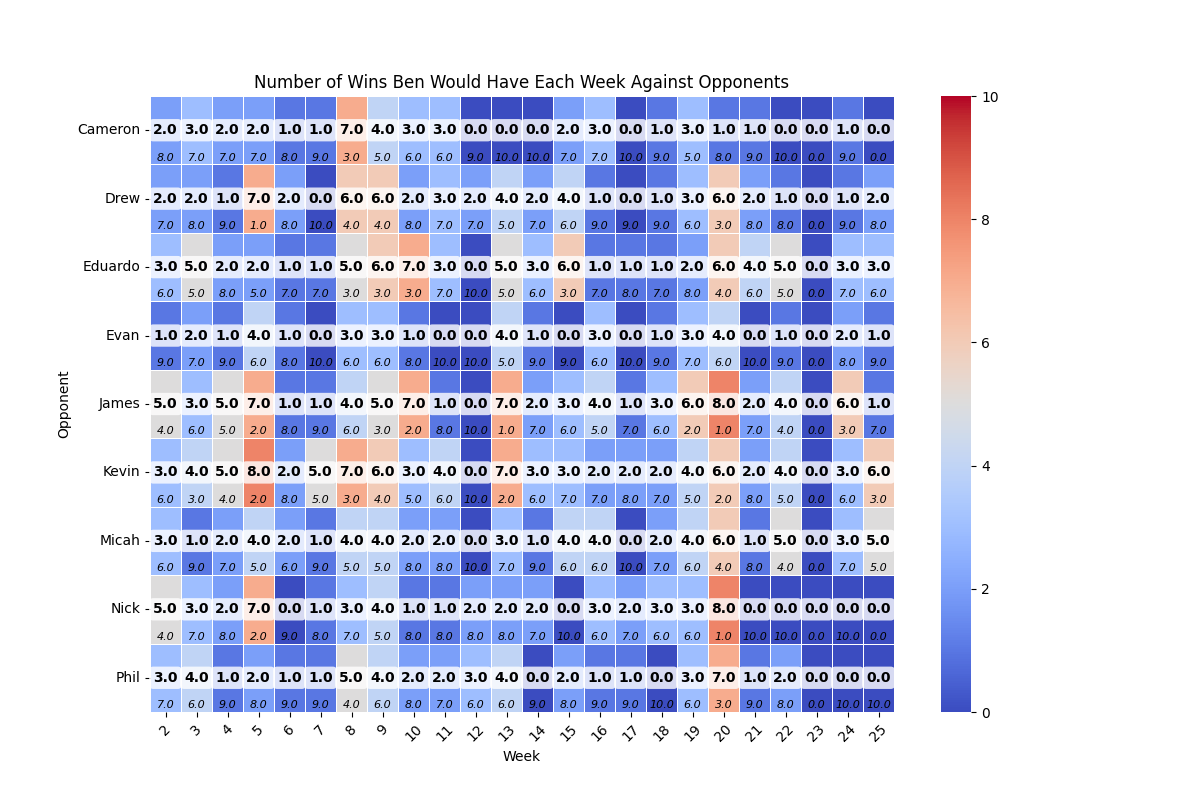 Number of Wins Ben Would Have Each Week Against Opponents
Cameron 2.0 3.0 2.0 2.0 1.0 1.0 7.0 4.0 3.0 3.0 0.0 0.0 0.0 2.0 3.0 0.0 1.0 3.0 1.0 1.0 0.0 0.0 1.0 0.0
8.0 7.0 7.0 7.0 8.0 9.0 3.0 5.0 6.0 6.0 9.0 10.0 10.0 7.0 7.0 10.0 9.0 5.0 8.0 9.0 10.0 0.0 9.0 0.0
Drew 2.0 2.0 1.0 7.0 2.0 0.0 6.0 6.0 2.0 3.0 2.0 4.0 2.0 4.0 1.0 0.0 1.0 3.0 6.0 2.0 1.0 0.0 1.0 2.0
7.0 8.0 9.0 1.0 8.0 10.0 4.0 4.0 8.0 7.0 7.0 5.0 7.0 6.0 9.0 9.0 9.0 6.0 3.0 8.0 8.0 0.0 9.0 8.0
Eduardo 3.0 5.0 2.0 2.0 1.0 1.0 5.0 6.0 7.0 3.0 0.0 5.0 3.0 6.0 1.0 1.0 1.0 2.0 6.0 4.0 5.0 0.0 3.0 3.0
6.0 5.0 8.0 5.0 7.0 7.0 3.0 3.0 3.0 7.0 10.0 5.0 6.0 3.0 7.0 8.0 7.0 8.0 4.0 6.0 5.0 0.0 7.0 6.0
Evan 1.0 2.0 1.0 4.0 1.0 0.0 3.0 3.0 1.0 0.0 0.0 4.0 1.0 0.0 3.0 0.0 1.0 3.0 4.0 0.0 1.0 0.0 2.0 1.0
9.0 7.0 9.0 6.0 8.0 10.0 6.0 6.0 8.0 10.0 10.0 5.0 9.0 9.0 6.0 10.0 9.0 7.0 6.0 10.0 9.0 0.0 8.0 9.0
James 5.0 3.0 5.0 7.0 1.0 1.0 4.0 5.0 7.0 1.0 0.0 7.0 2.0 3.0 4.0 1.0 3.0 6.0 8.0 2.0 4.0 0.0 6.0 1.0
4.0 6.0 5.0 2.0 8.0 9.0 6.0 3.0 2.0 8.0 10.0 1.0 7.0 6.0 5.0 7.0 6.0 2.0 1.0 7.0 4.0 0.0 3.0 7.0
Kevin 3.0 4.0 5.0 8.0 2.0 5.0 7.0 6.0 3.0 4.0 0.0 7.0 3.0 3.0 2.0 2.0 2.0 4.0 6.0 2.0 4.0 0.0 3.0 6.0
6.0 3.0 4.0 2.0 8.0 5.0 3.0 4.0 5.0 6.0 10.0 2.0 6.0 7.0 7.0 8.0 7.0 5.0 2.0 8.0 5.0 0.0 6.0 3.0
Micah 3.0 1.0 2.0 4.0 2.0 1.0 4.0 4.0 2.0 2.0 0.0 3.0 1.0 4.0 4.0 0.0 2.0 4.0 6.0 1.0 5.0 0.0 3.0 5.0
6.0 9.0 7.0 5.0 6.0 9.0 5.0 5.0 8.0 8.0 10.0 7.0 9.0 6.0 6.0 10.0 7.0 6.0 4.0 8.0 4.0 0.0 7.0 5.0
Nick 5.0 3.0 2.0 7.0 0.0 1.0 3.0 4.0 1.0 1.0 2.0 2.0 2.0 0.0 3.0 2.0 3.0 3.0 8.0 0.0 0.0 0.0 0.0 0.0
4.0 7.0 8.0 2.0 9.0 8.0 7.0 5.0 8.0 8.0 8.0 8.0 7.0 10.0 6.0 7.0 6.0 6.0 1.0 10.0 10.0 0.0 10.0 0.0
Phil 3.0 4.0 1.0 2.0 1.0 1.0 5.0 4.0 2.0 2.0 3.0 4.0 0.0 2.0 1.0 1.0 0.0 3.0 7.0 1.0 2.0 0.0 0.0 0.0
7.0 6.0 9.0 8.0 9.0 9.0 4.0 6.0 8.0 7.0 6.0 6.0 9.0 8.0 9.0 9.0 10.0 6.0 3.0 9.0 8.0 0.0 10.0 10.0
2 3 4 5 6 7 8 9 10 11 12 13 14 15 16 17 18 19 20 21 22 23 24 25
Week
Opponent
10
8
6
4
2
0